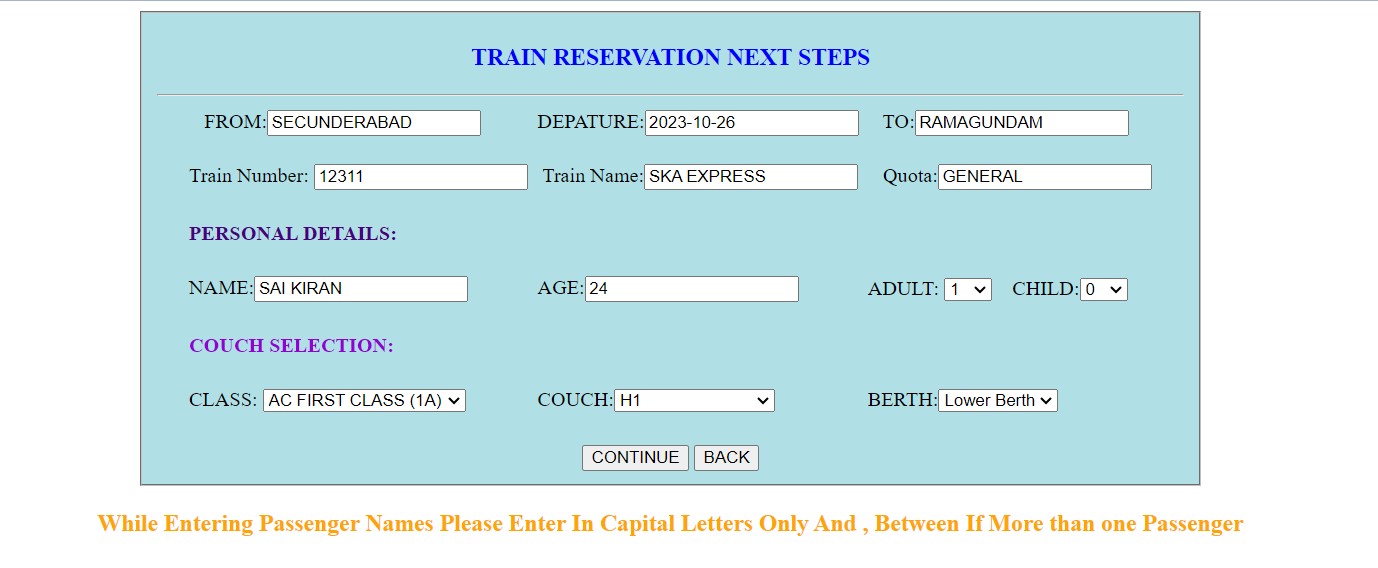 TRAIN RESERVATION NEXT STEPS
FROM: SECUNDERABAD DEPATURE: 2023-10-26 TO: RAMAGUNDAM
Train Number: 12311 Train Name: SKA EXPRESS Quota: GENERAL
PERSONAL DETAILS:
NAME: SAI KIRAN AGE: 24 ADULT: 1 CHILD: 0
COUCH SELECTION:
CLASS: AC FIRST CLASS (1A) COUCH: H1 BERTH: Lower Berth
CONTINUE BACK
While Entering Passenger Names Please Enter In Capital Letters Only And , Between If More than one Passenger